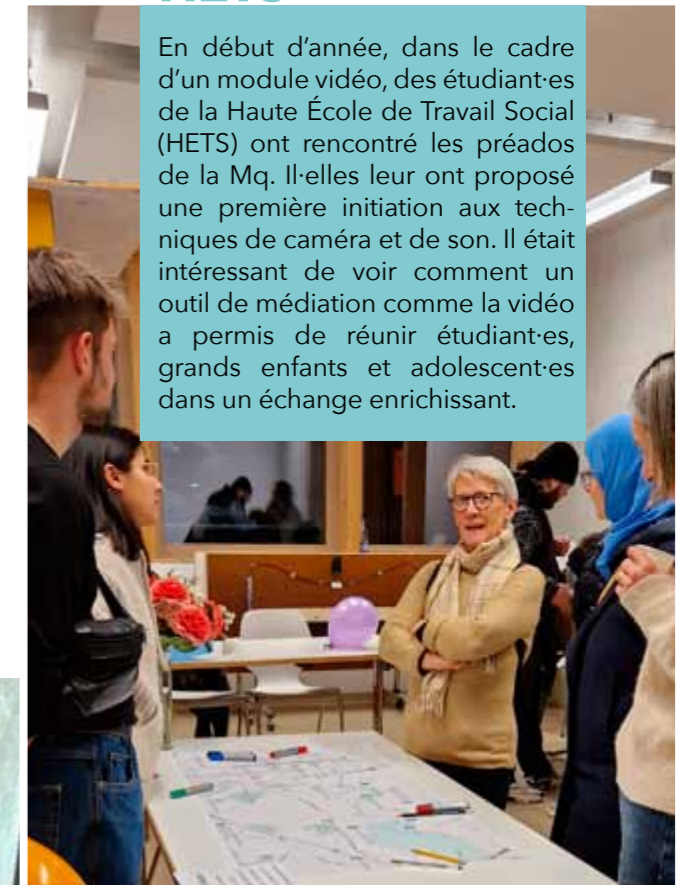 En début d'année, dans le cadre
d'un module vidéo, des étudiant·es
de la Haute École de Travail Social
(HETS) ont rencontré les préados
de la Mq. Il·elles leur ont proposé
une première initiation aux tech-
niques de caméra et de son. Il était
intéressant de voir comment un
outil de médiation comme la vidéo
a permis de réunir étudiant·es,
grands enfants et adolescent·es
dans un échange enrichissant.